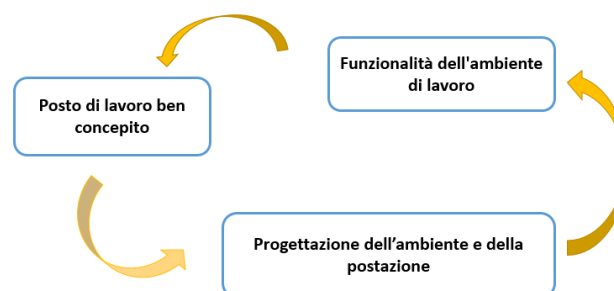 Funzionalità dell'ambiente
di lavoro
Posto di lavoro ben
concepito
Progettazione dell’ambiente e della
postazione